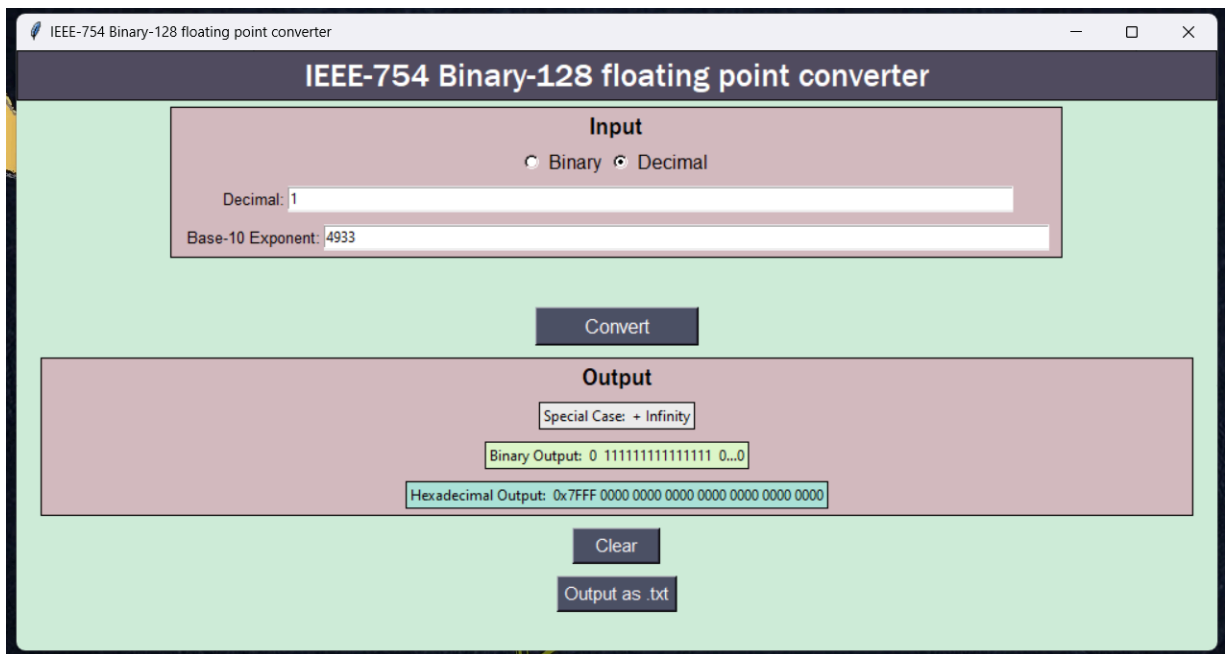 IEEE-754 Binary-128 floating point converter
IEEE-754 Binary-128 floating point converter
Input
Binary Decimal
Decimal: 1
Base-10 Exponent: 4933
Convert
Output
Special Case: + Infinity
Binary Output: 0 111111111111111 0...0
Hexadecimal Output: 0x7FFF 0000 0000 0000 0000 0000 0000 0000
Clear
Output as .txt